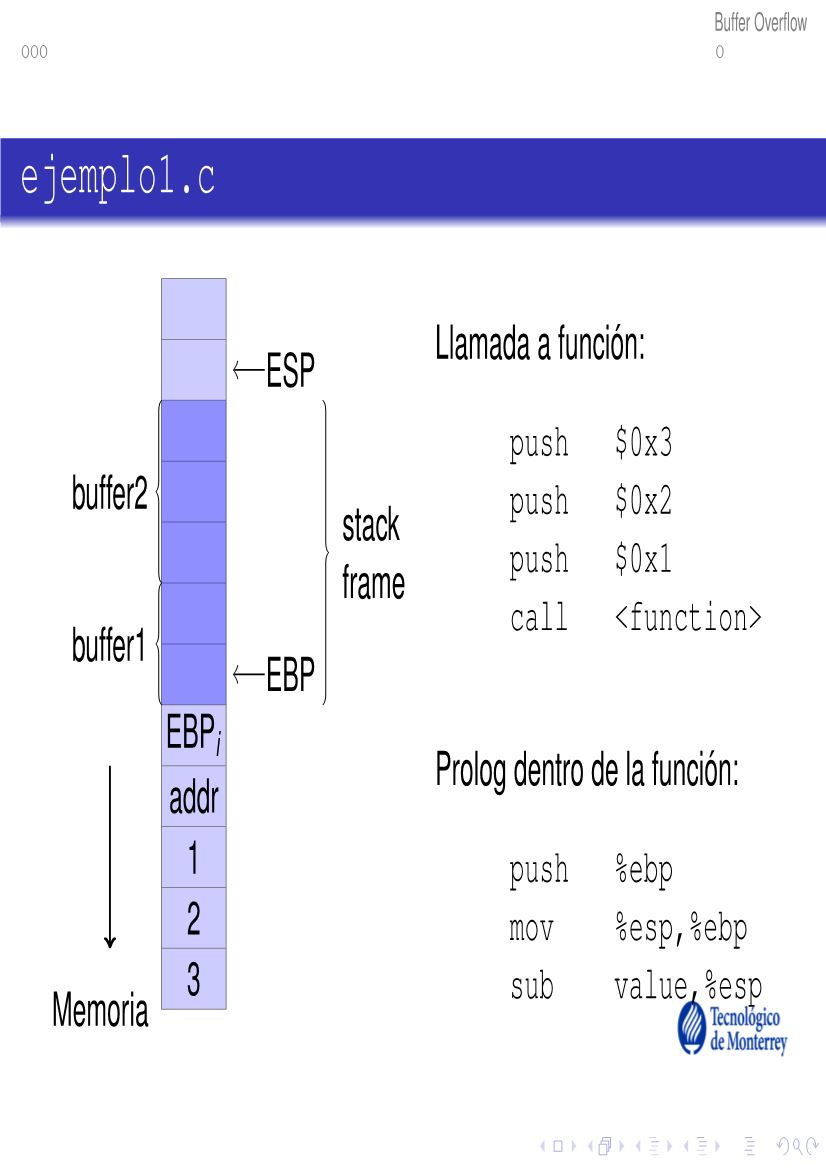 Buffer Overflow
ejemplo1.c
ESP
buffer2
stack
frame
buffer1
EBP
EBPi
addr
1
2
3
Memoria
Llamada a función:
push $0x3
push $0x2
push $0x1
call <function>
Prolog dentro de la función:
push %ebp
mov %esp,%ebp
sub value,%esp
Tecnológico
de Monterrey